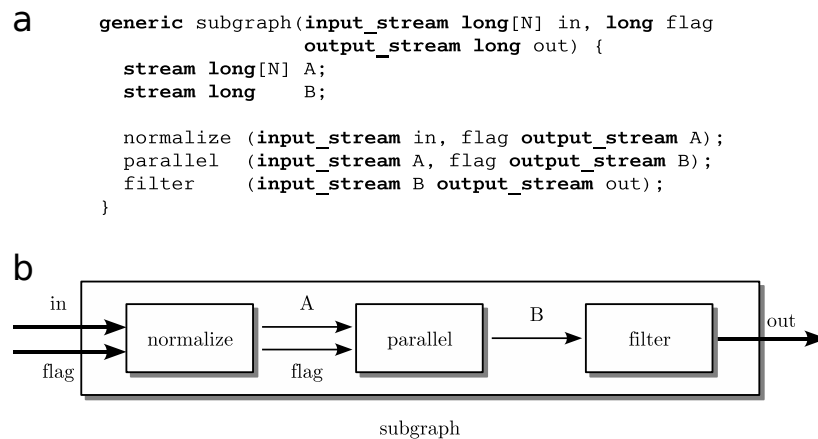 a
generic subgraph(input_stream long[N] in, long flag
output_stream long out) {
stream long[N] A;
stream long B;
normalize (input_stream in, flag output_stream A);
parallel (input_stream A, flag output_stream B);
filter (input_stream B output_stream out);
}
b
in
A
B
out
normalize
parallel
filter
flag
flag
subgraph